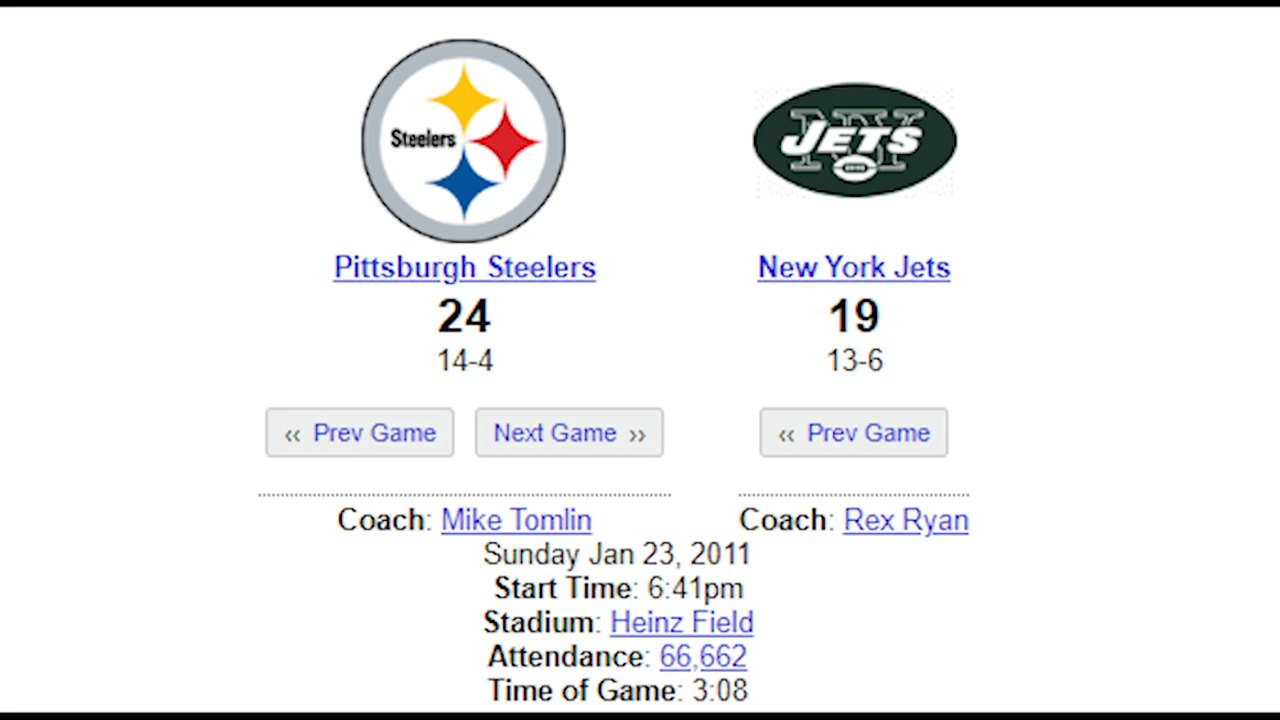 Steelers
NY
JETS
Pittsburgh Steelers
New York Jets
24
19
14-4
13-6
‹‹ Prev Game
Next Game ››
‹‹ Prev Game
Coach: Mike Tomlin
Coach: Rex Ryan
Sunday Jan 23, 2011
Start Time: 6:41pm
Stadium: Heinz Field
Attendance: 66,662
Time of Game: 3:08